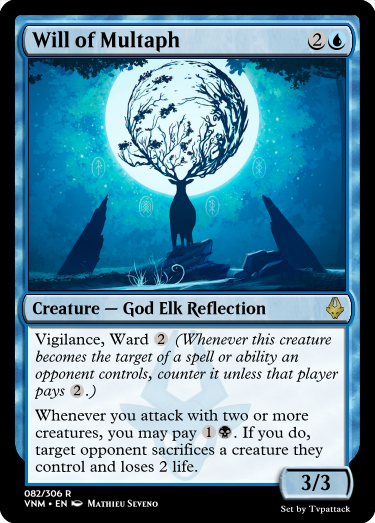 Will of Multaph 2
Creature — God Elk Reflection
Vigilance, Ward 2 (Whenever this creature
becomes the target of a spell or ability an
opponent controls, counter it unless that player
pays 2.)
Whenever you attack with two or more
creatures, you may pay 1. If you do,
target opponent sacrifices a creature they
control and loses 2 life.
3/3
082/306 R
VNM • EN Mathieu Seveno
Set by Tvpattack